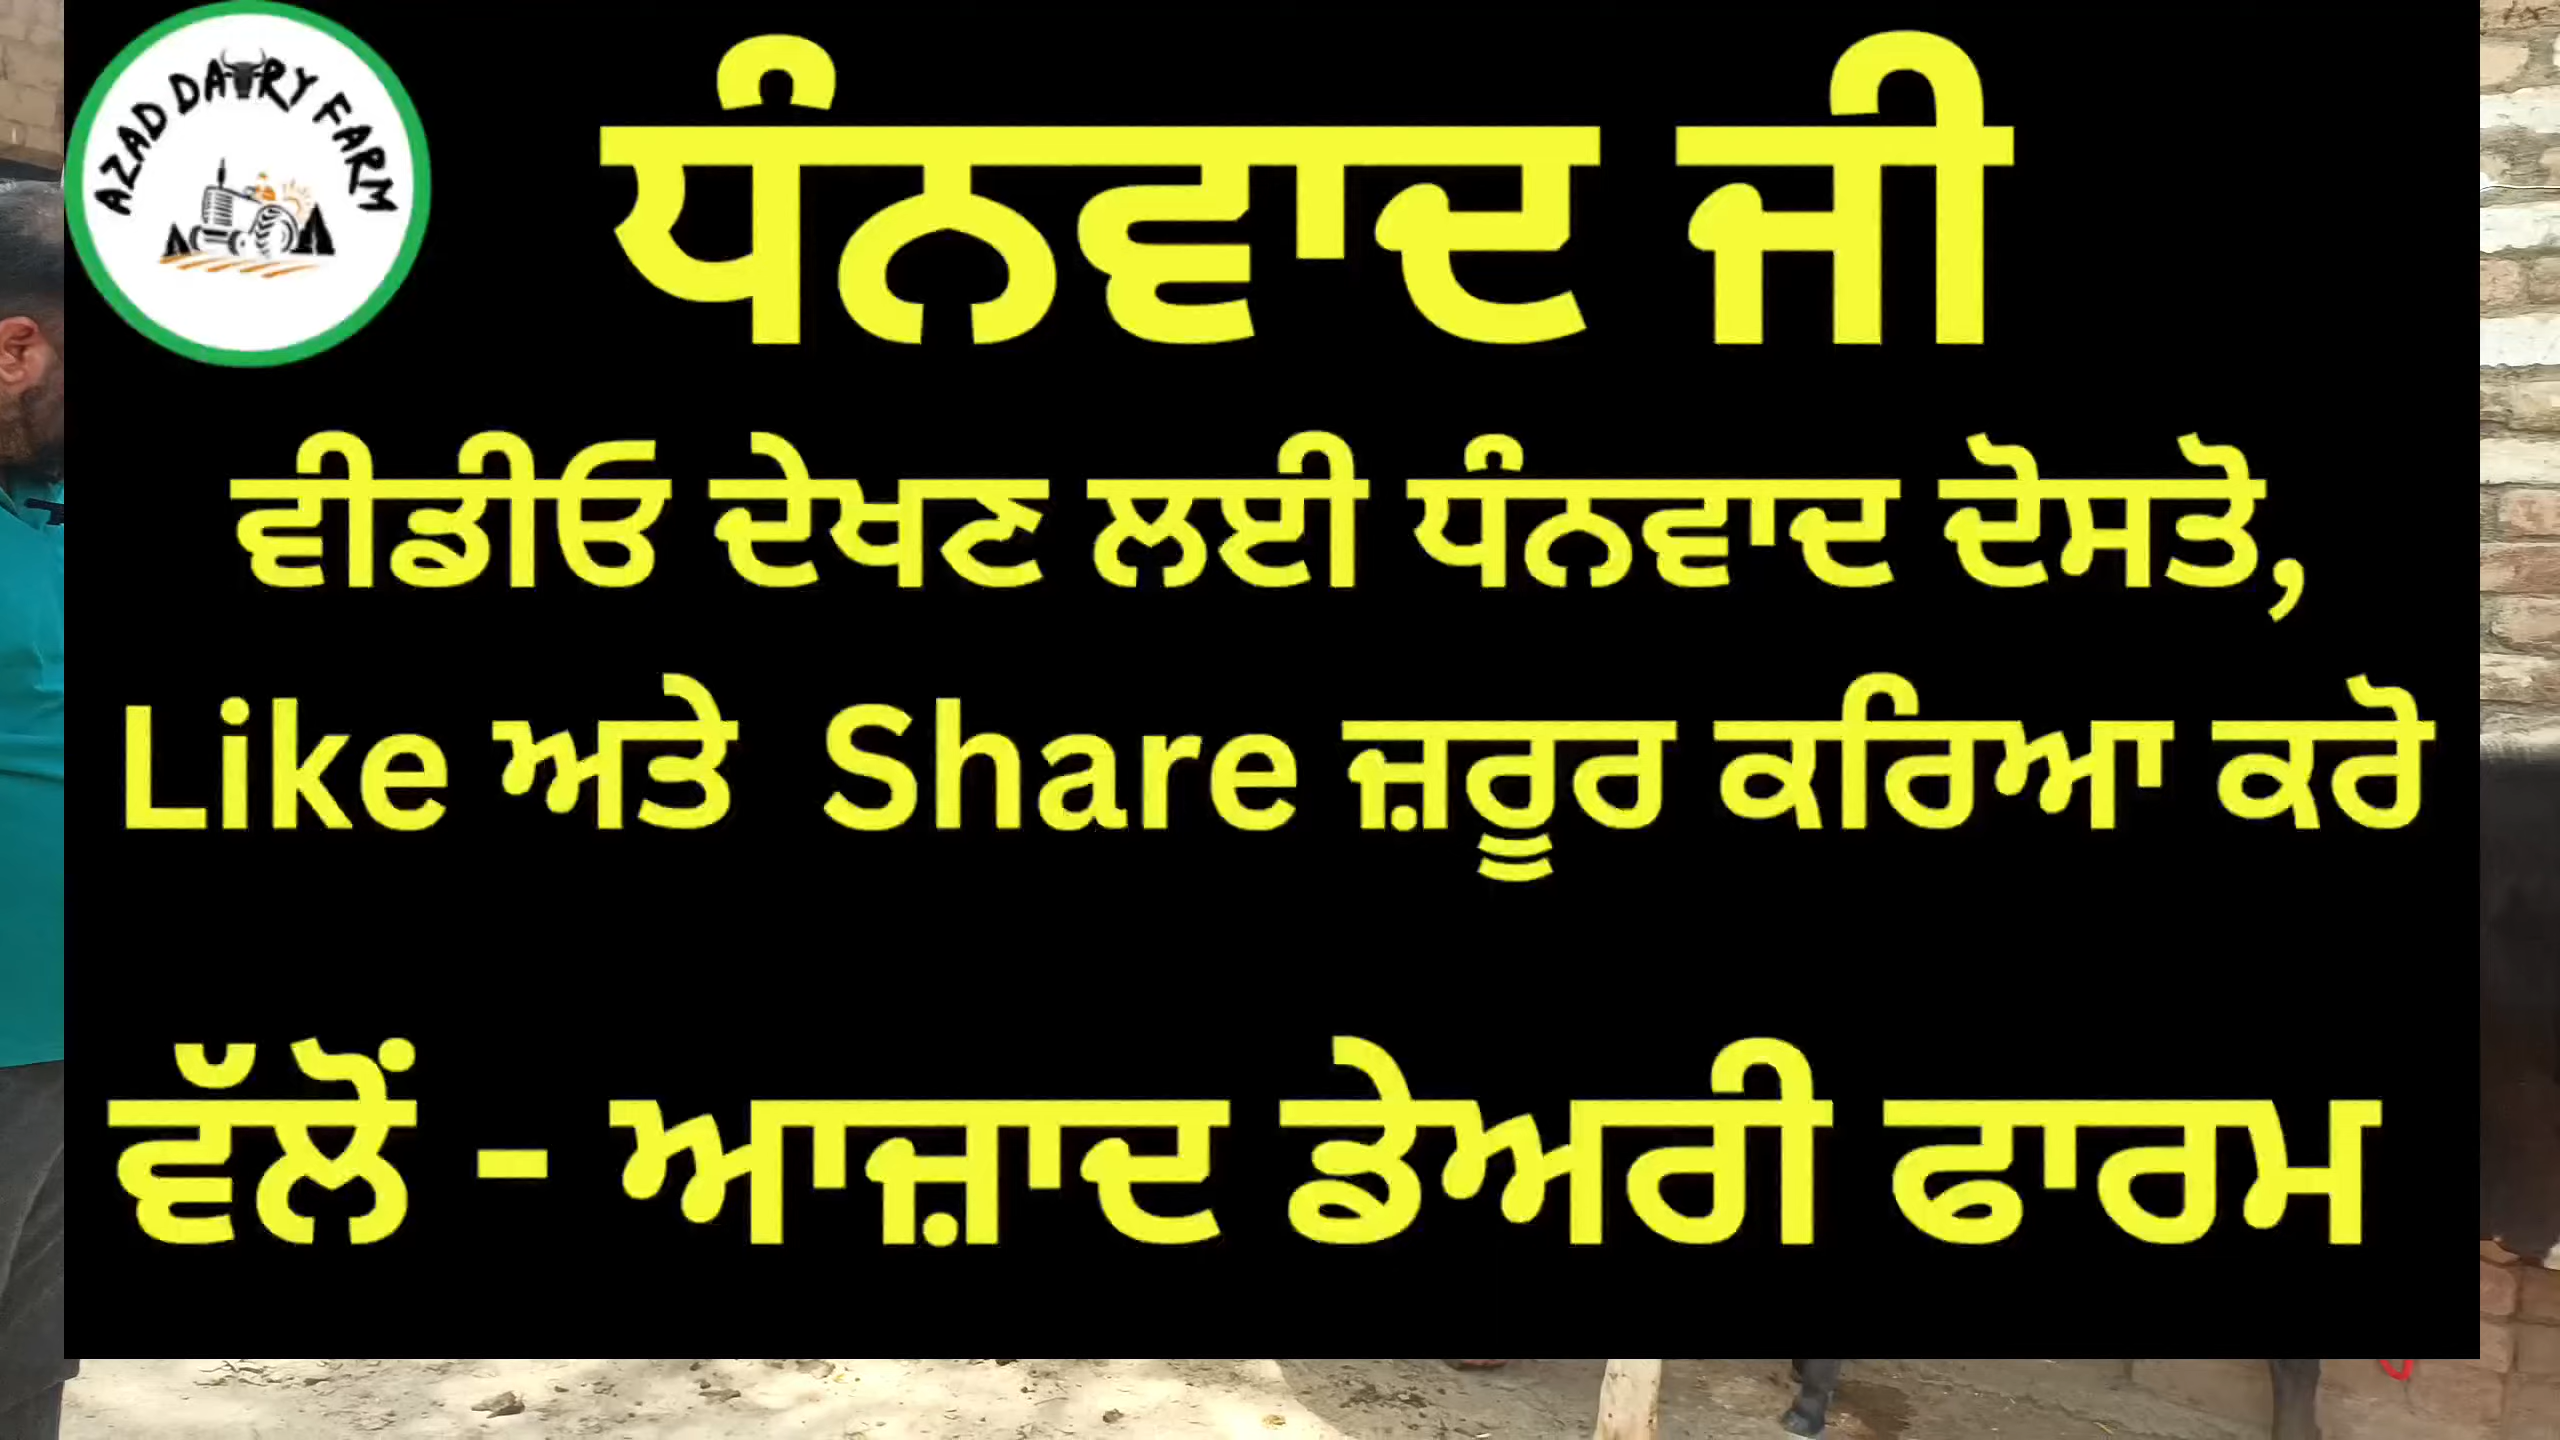 AZAD DAIRY FARM
ਧੰਨਵਾਦ ਜੀ
ਵੀਡੀਓ ਦੇਖਣ ਲਈ ਧੰਨਵਾਦ ਦੋਸਤੋ,
Like ਅਤੇ Share ਜ਼ਰੂਰ ਕਰਿਆ ਕਰੋ
ਵੱਲੋਂ - ਆਜ਼ਾਦ ਡੇਅਰੀ ਫਾਰਮ